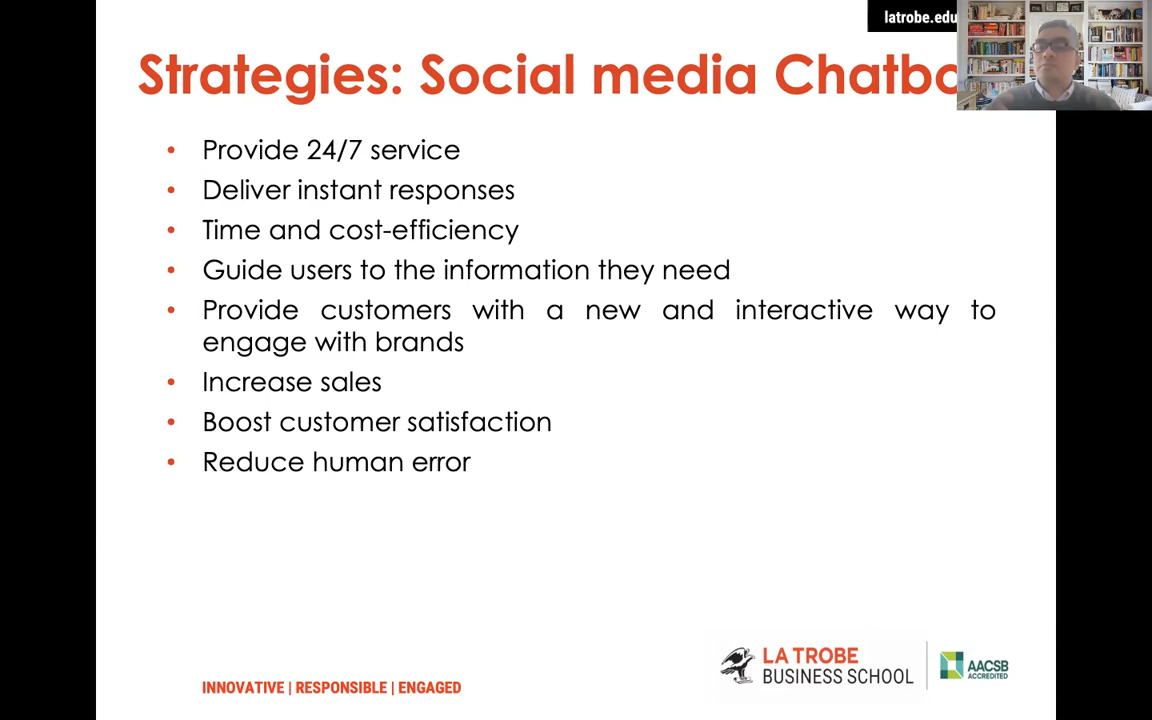 latrobe.edu
Strategies: Social media
• Provide 24/7 service
• Deliver instant responses
• Time and cost-efficiency
• Guide users to the information they need
• Provide customers with a new and interactive way to
engage with brands
• Increase sales
• Boost customer satisfaction
• Reduce human error
LA TROBE
BUSINESS SCHOOL
AACSB
ACCREDITED
INNOVATIVE | RESPONSIBLE | ENGAGED